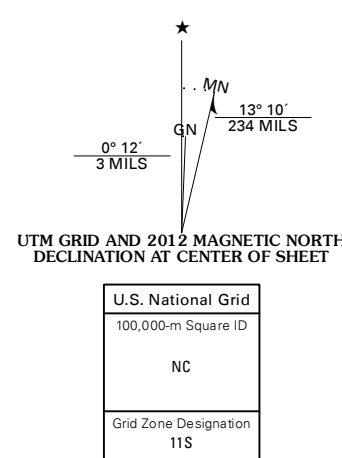 MN
GN
13° 10´
234 MILS
0° 12´
3 MILS
UTM GRID AND 2012 MAGNETIC NORTH
DECLINATION AT CENTER OF SHEET
U.S. National Grid
100,000-m Square ID
NC
Grid Zone Designation
11S